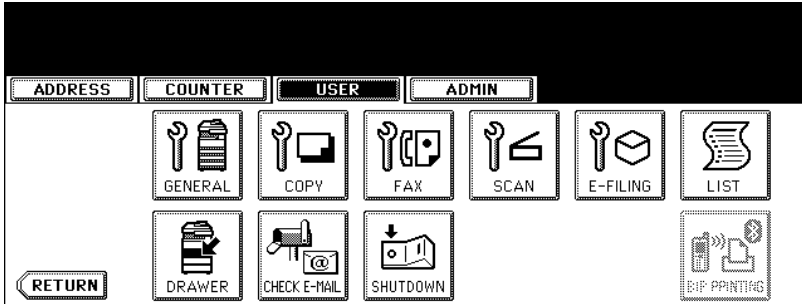 ADDRESS COUNTER USER ADMIN
GENERAL COPY FAX SCAN E-FILING LIST
RETURN DRAWER CHECK E-MAIL SHUTDOWN BIP PRINTING